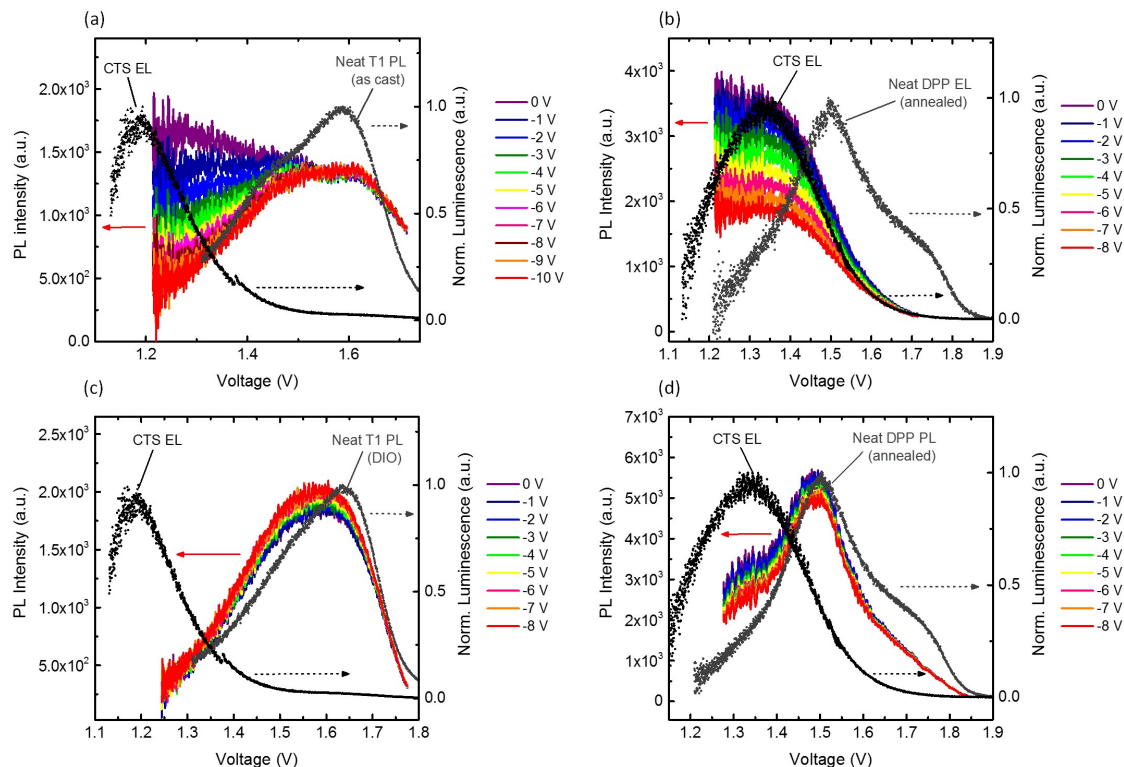 (a)
CTS EL
Neat T1 PL
(as cast)
2.0x10³
1.5x10³
1.0x10³
5.0x10²
0.0
PL intensity (a.u.)
1.2
1.4
1.6
Voltage (V)
1.0
0.5
0.0
Norm. Luminescence (a.u.)
0 V
-1 V
-2 V
-3 V
-4 V
-5 V
-6 V
-7 V
-8 V
-9 V
-10 V
(b)
CTS EL
Neat DPP EL
(annealed)
4x10³
3x10³
2x10³
1x10³
0
PL Intensity (a.u.)
1.1
1.2
1.3
1.4
1.5
1.6
1.7
1.8
1.9
Voltage (V)
1.0
0.5
0.0
Norm. Luminescence (a.u.)
0 V
-1 V
-2 V
-3 V
-4 V
-5 V
-6 V
-7 V
-8 V
(c)
CTS EL
Neat T1 PL
(DIO)
2.5x10³
2.0x10³
1.5x10³
1.0x10³
5.0x10²
PL Intensity (a.u.)
1.1
1.2
1.3
1.4
1.5
1.6
1.7
1.8
Voltage (V)
1.0
0.5
0.0
Norm. Luminescence (a.u.)
0 V
-1 V
-2 V
-3 V
-4 V
-5 V
-6 V
-7 V
-8 V
(d)
CTS EL
Neat DPP PL
(annealed)
7x10³
6x10³
5x10³
4x10³
3x10³
2x10³
1x10³
0
PL Intensity (a.u.)
1.2
1.3
1.4
1.5
1.6
1.7
1.8
1.9
Voltage (V)
1.0
0.5
0.0
Norm. Luminescence (a.u.)
0 V
-1 V
-2 V
-3 V
-4 V
-5 V
-6 V
-7 V
-8 V